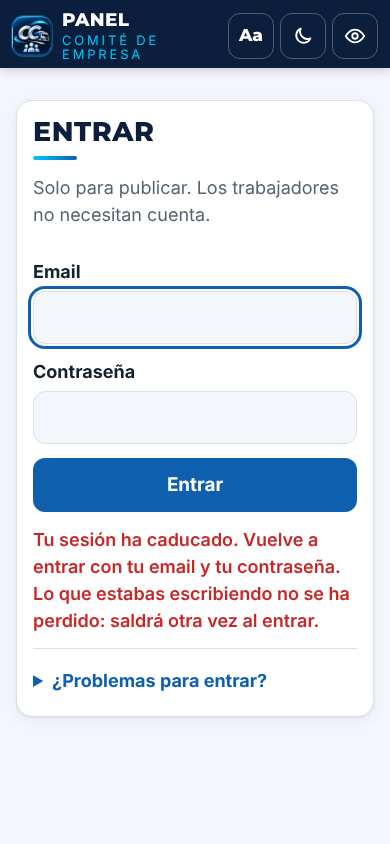 CG
PANEL
COMITÉ DE
EMPRESA
Aa
ENTRAR
Solo para publicar. Los trabajadores
no necesitan cuenta.
Email
Contraseña
Entrar
Tu sesión ha caducado. Vuelve a
entrar con tu email y tu contraseña.
Lo que estabas escribiendo no se ha
perdido: saldrá otra vez al entrar.
¿Problemas para entrar?